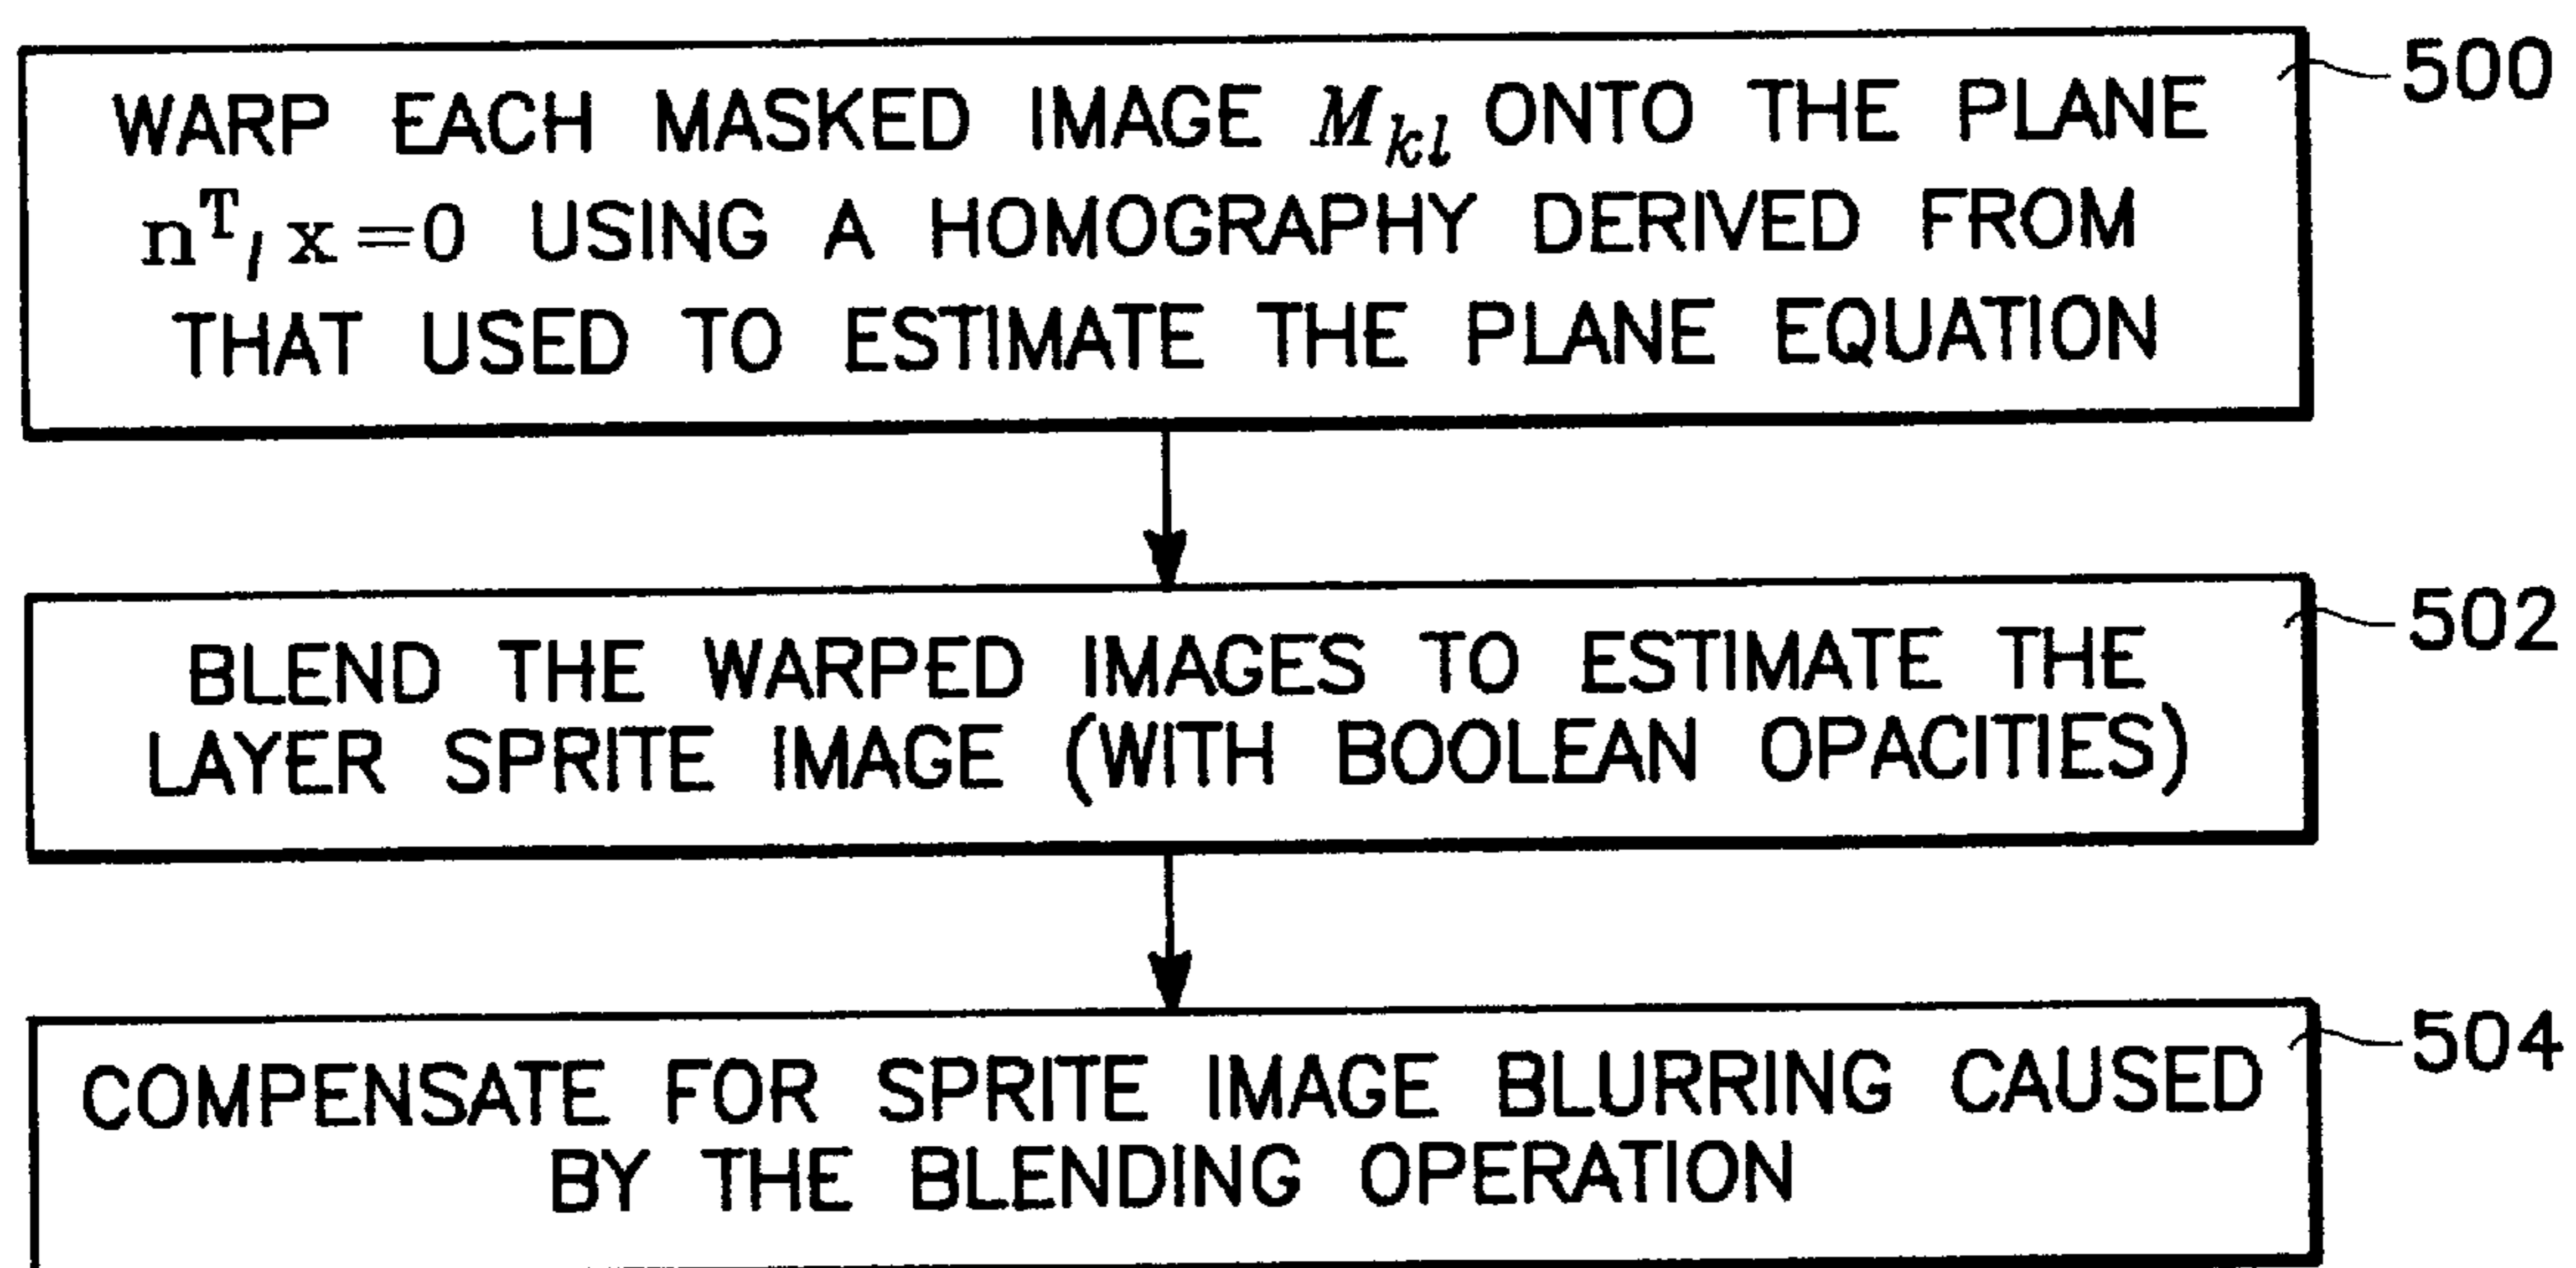 WARP EACH MASKED IMAGE M_kl ONTO THE PLANE
n^T_l x=0 USING A HOMOGRAPHY DERIVED FROM
THAT USED TO ESTIMATE THE PLANE EQUATION
500
BLEND THE WARPED IMAGES TO ESTIMATE THE
LAYER SPRITE IMAGE (WITH BOOLEAN OPACITIES)
502
COMPENSATE FOR SPRITE IMAGE BLURRING CAUSED
BY THE BLENDING OPERATION
504